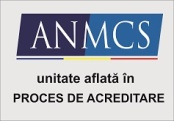 ANMCS
unitate aflată în
PROCES DE ACREDITARE